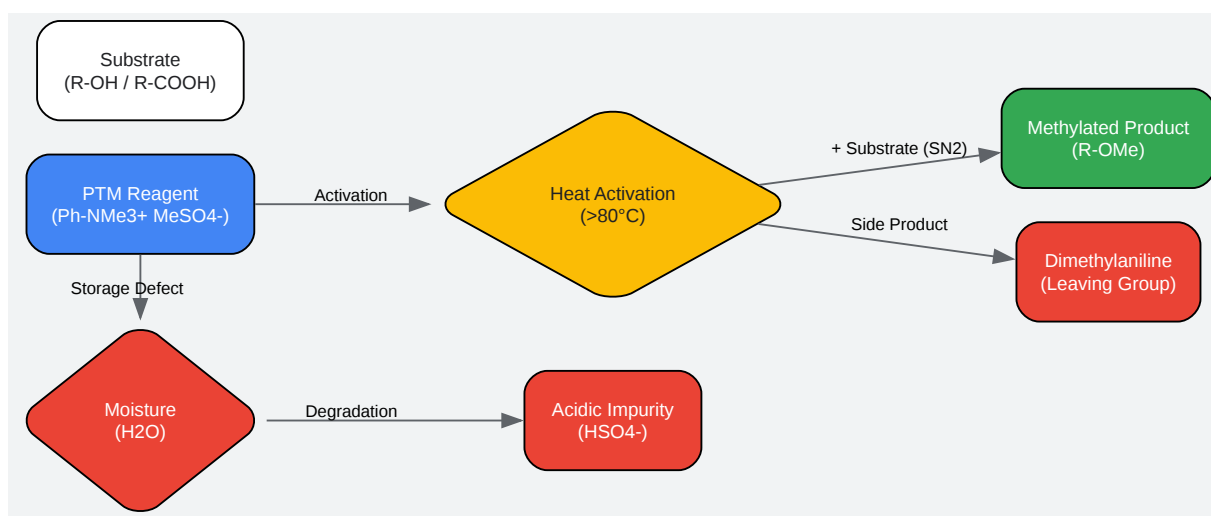 Substrate
(R-OH / R-COOH)
PTM Reagent
(Ph-NMe3+ MeSO4-)
Activation
Heat Activation
(>80°C)
+ Substrate (SN2)
Methylated Product
(R-OMe)
Side Product
Dimethylaniline
(Leaving Group)
Storage Defect
Moisture
(H2O)
Degradation
Acidic Impurity
(HSO4-)